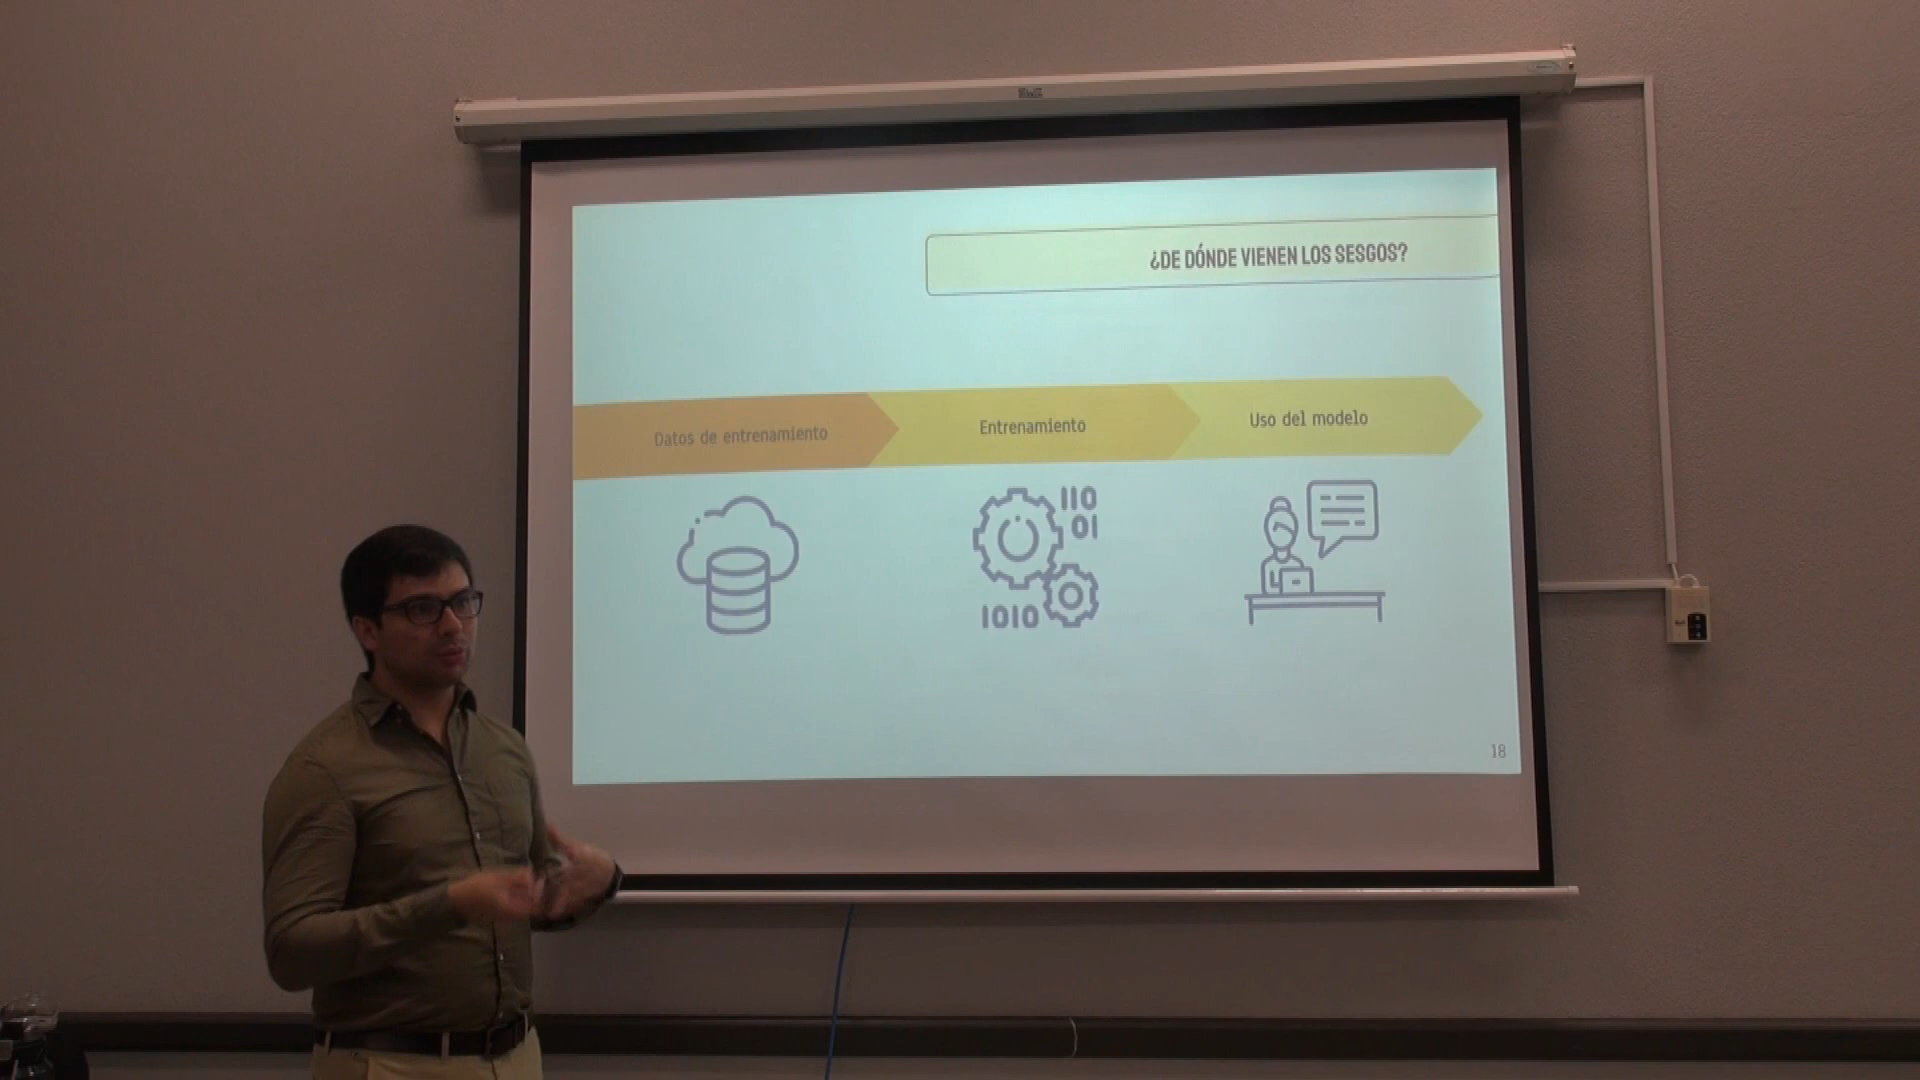 ¿DE DÓNDE VIENEN LOS SESGOS?
Datos de entrenamiento
Entrenamiento
Uso del modelo
110
01
1010
18